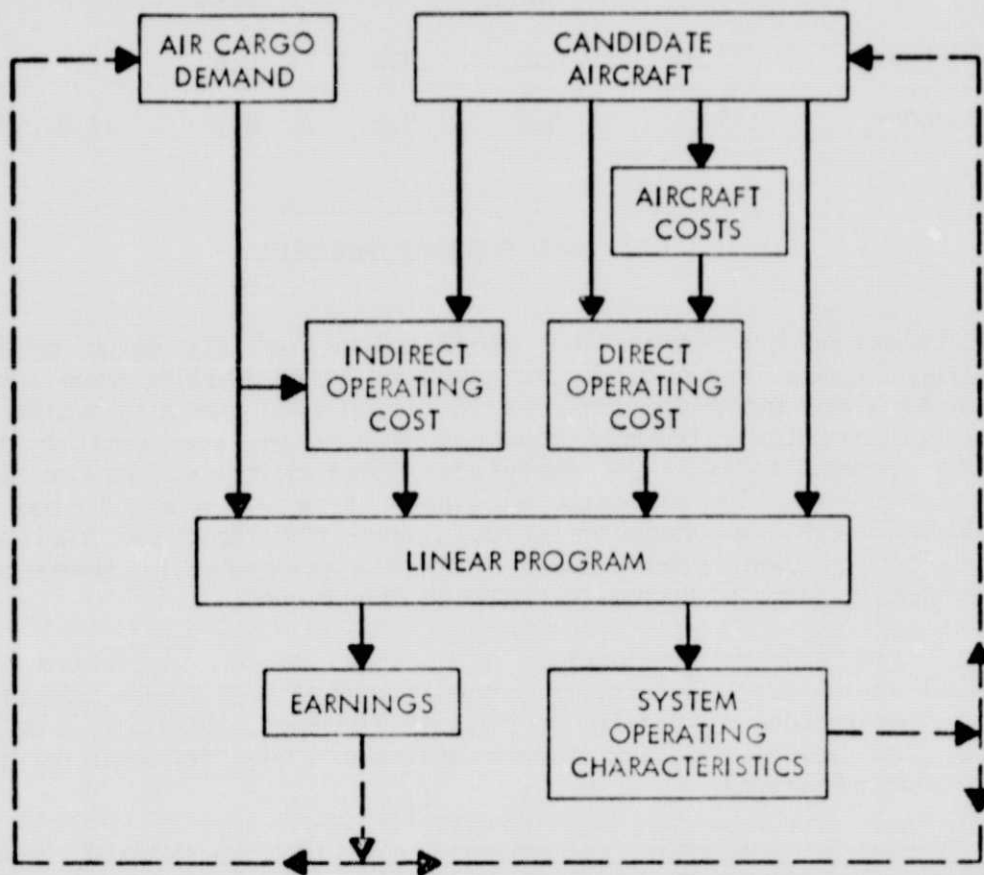 AIR CARGO
DEMAND
CANDIDATE
AIRCRAFT
AIRCRAFT
COSTS
INDIRECT
OPERATING
COST
DIRECT
OPERATING
COST
LINEAR PROGRAM
EARNINGS
SYSTEM
OPERATING
CHARACTERISTICS